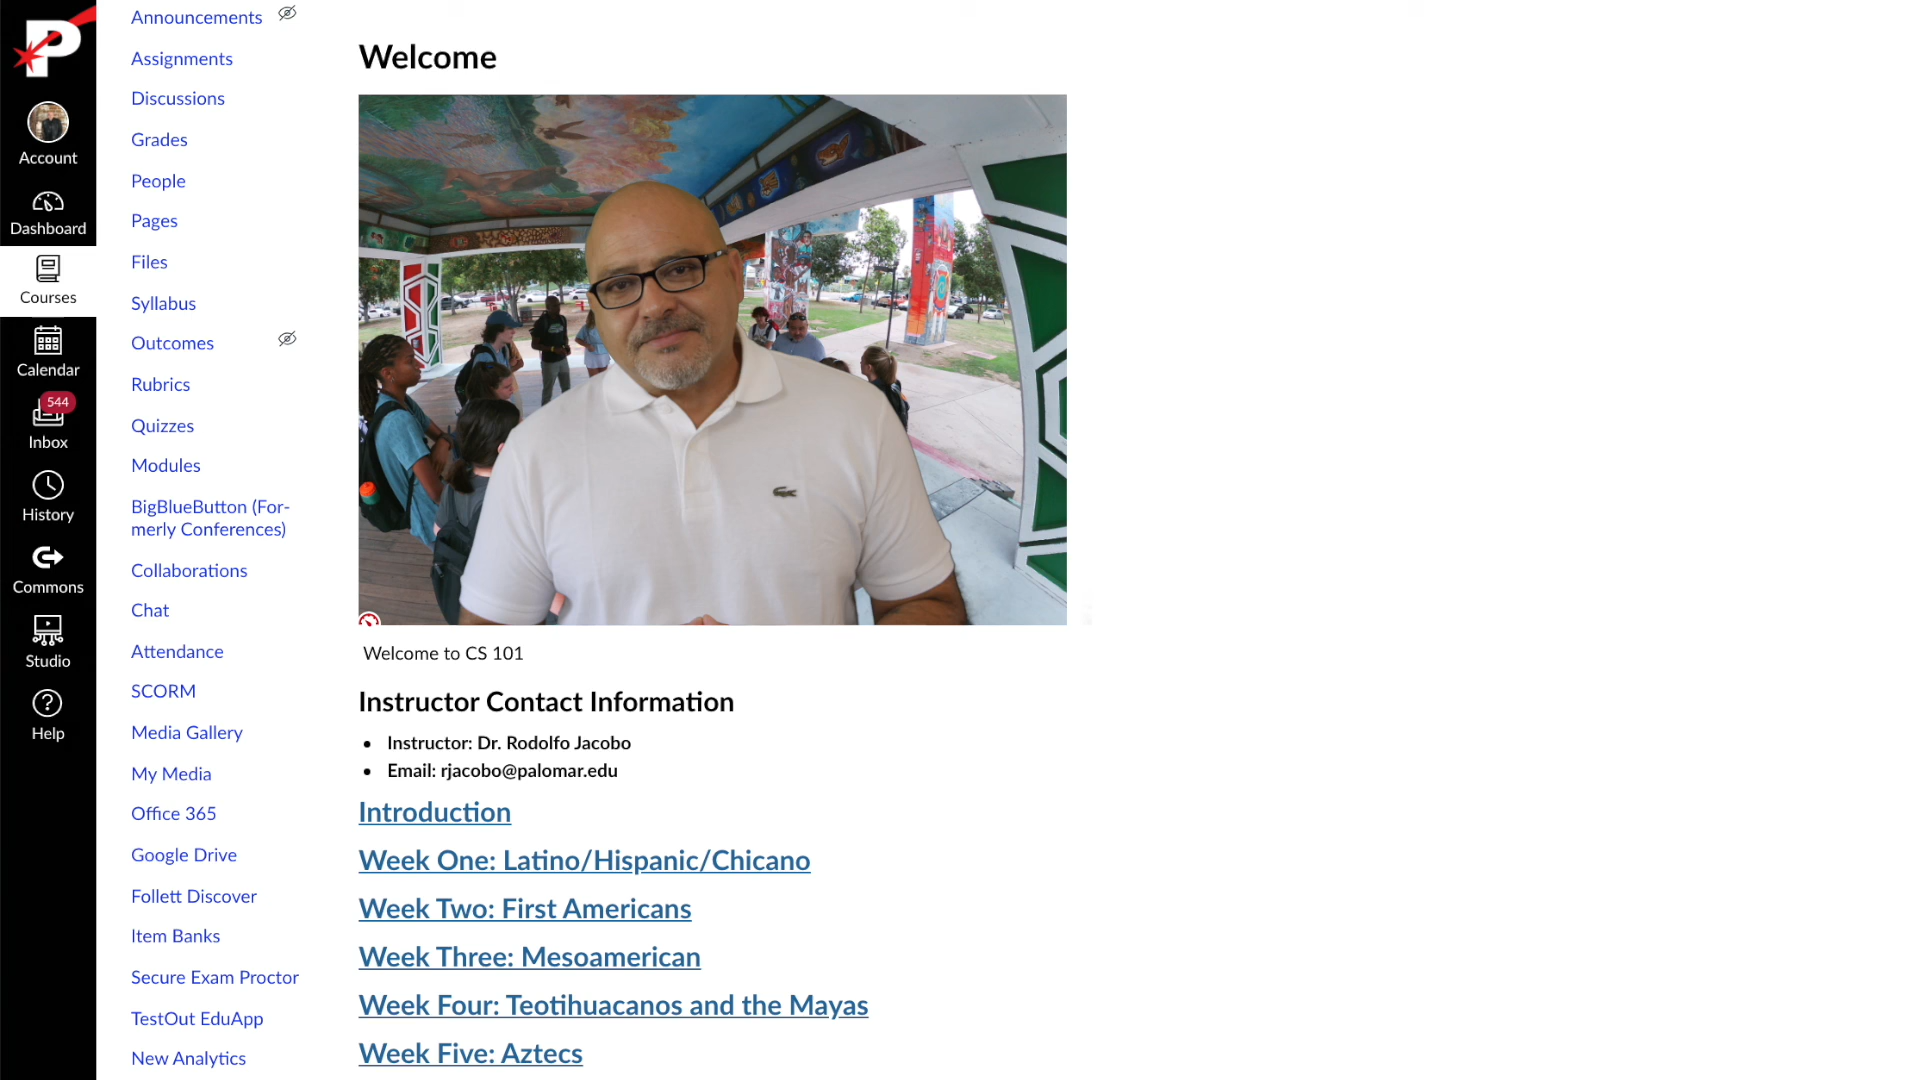 P
Account
Dashboard
Courses
Calendar
544
Inbox
History
Commons
Studio
Help
Announcements
Assignments
Discussions
Grades
People
Pages
Files
Syllabus
Outcomes
Rubrics
Quizzes
Modules
BigBlueButton (For-
merly Conferences)
Collaborations
Chat
Attendance
SCORM
Media Gallery
My Media
Office 365
Google Drive
Follett Discover
Item Banks
Secure Exam Proctor
TestOut EduApp
New Analytics
Welcome
Welcome to CS 101
Instructor Contact Information
Instructor: Dr. Rodolfo Jacobo
Email: rjacobo@palomar.edu
Introduction
Week One: Latino/Hispanic/Chicano
Week Two: First Americans
Week Three: Mesoamerican
Week Four: Teotihuacanos and the Mayas
Week Five: Aztecs